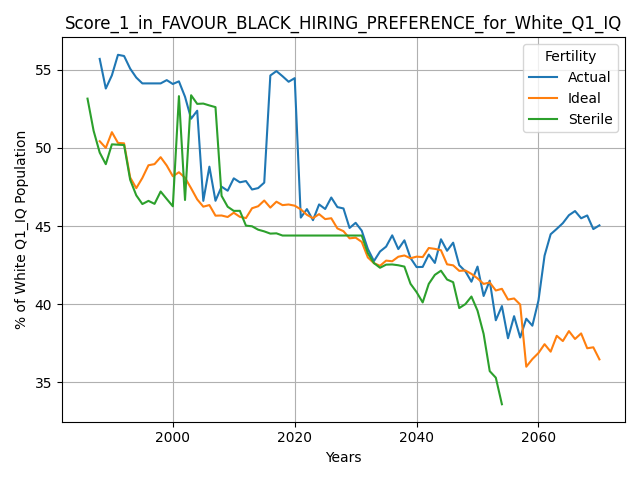 Score_1_in_FAVOUR_BLACK_HIRING_PREFERENCE_for_White_Q1_IQ
Fertility
Actual
Ideal
Sterile
% of White Q1_IQ Population
55
50
45
40
35
2000
2020
2040
2060
Years